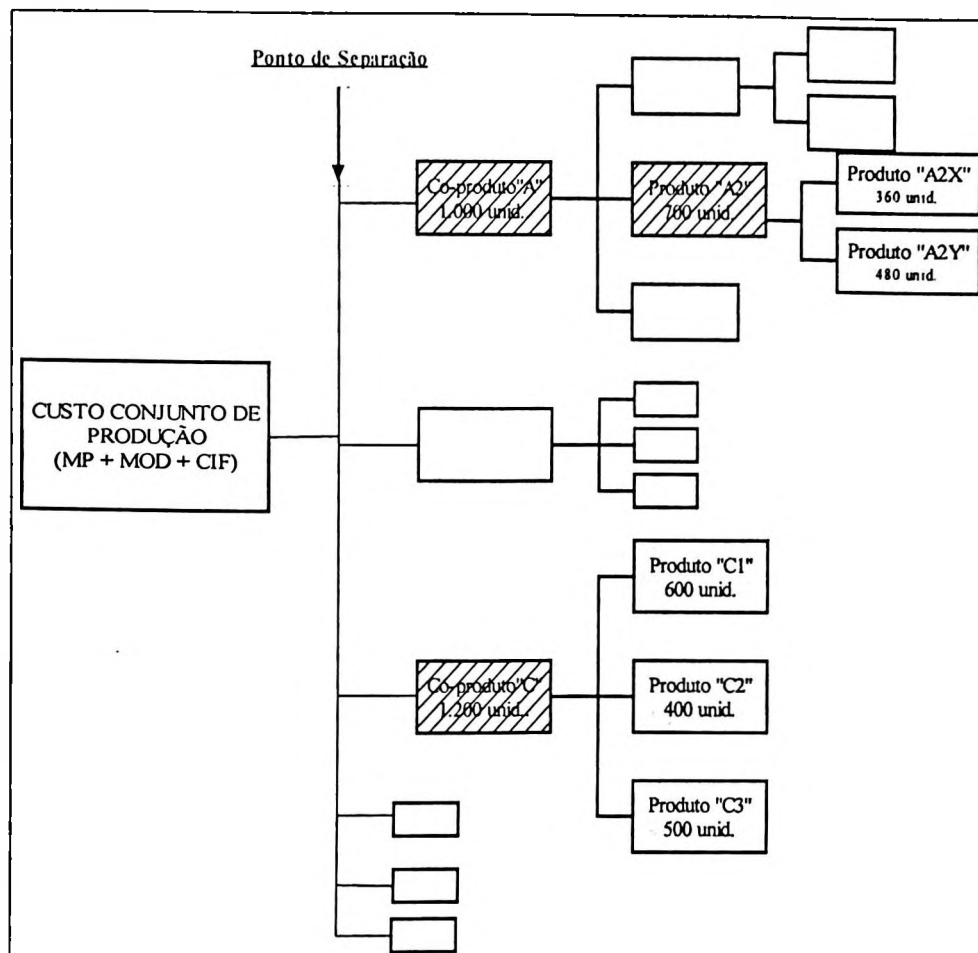 Ponto de Separação
Co-produto"A"
1.000 unid.
Produto "A2"
700 unid.
Produto "A2X"
360 unid.
Produto "A2Y"
480 unid.
CUSTO CONJUNTO DE
PRODUÇÃO
(MP + MOD + CIF)
Produto "C1"
600 unid.
Co-produto"C"
1.200 unid.
Produto "C2"
400 unid.
Produto "C3"
500 unid.